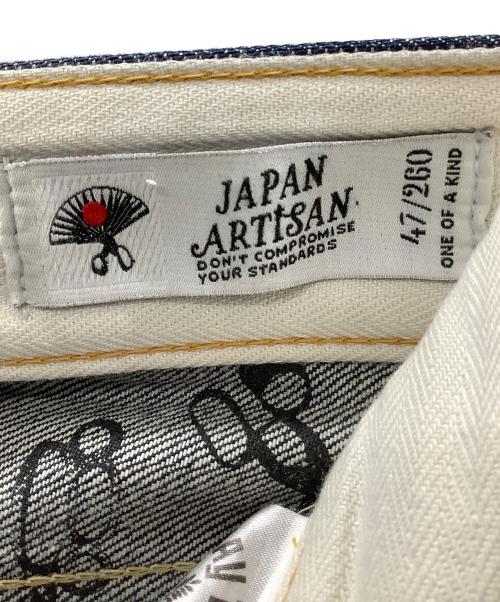 JAPAN
ARTISAN
DON'T COMPROMISE
YOUR STANDARDS
47/260
ONE OF A KIND